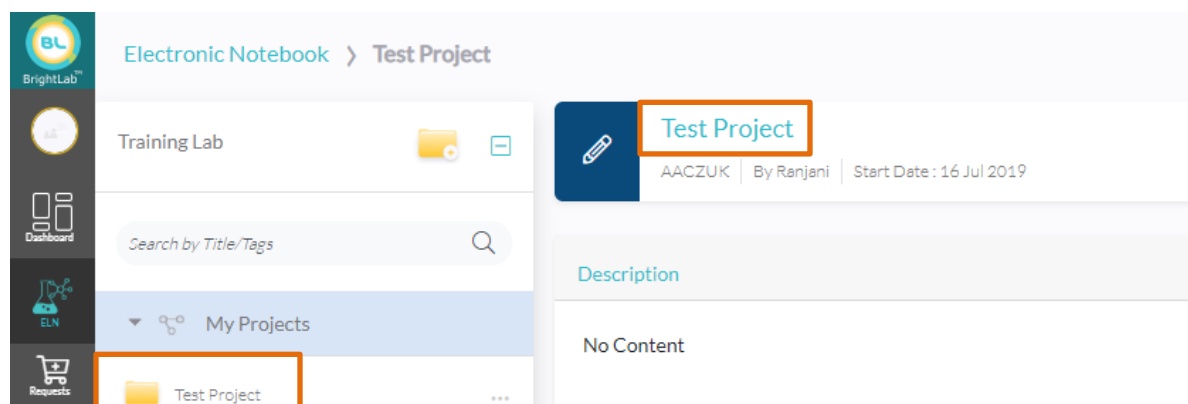 BL
BrightLab™
Electronic Notebook ❭ Test Project
Training Lab
Test Project
AACZUK | By Ranjani | Start Date : 16 Jul 2019
Dashboard
Search by Title/Tags
Description
ELN
My Projects
No Content
Requests
Test Project